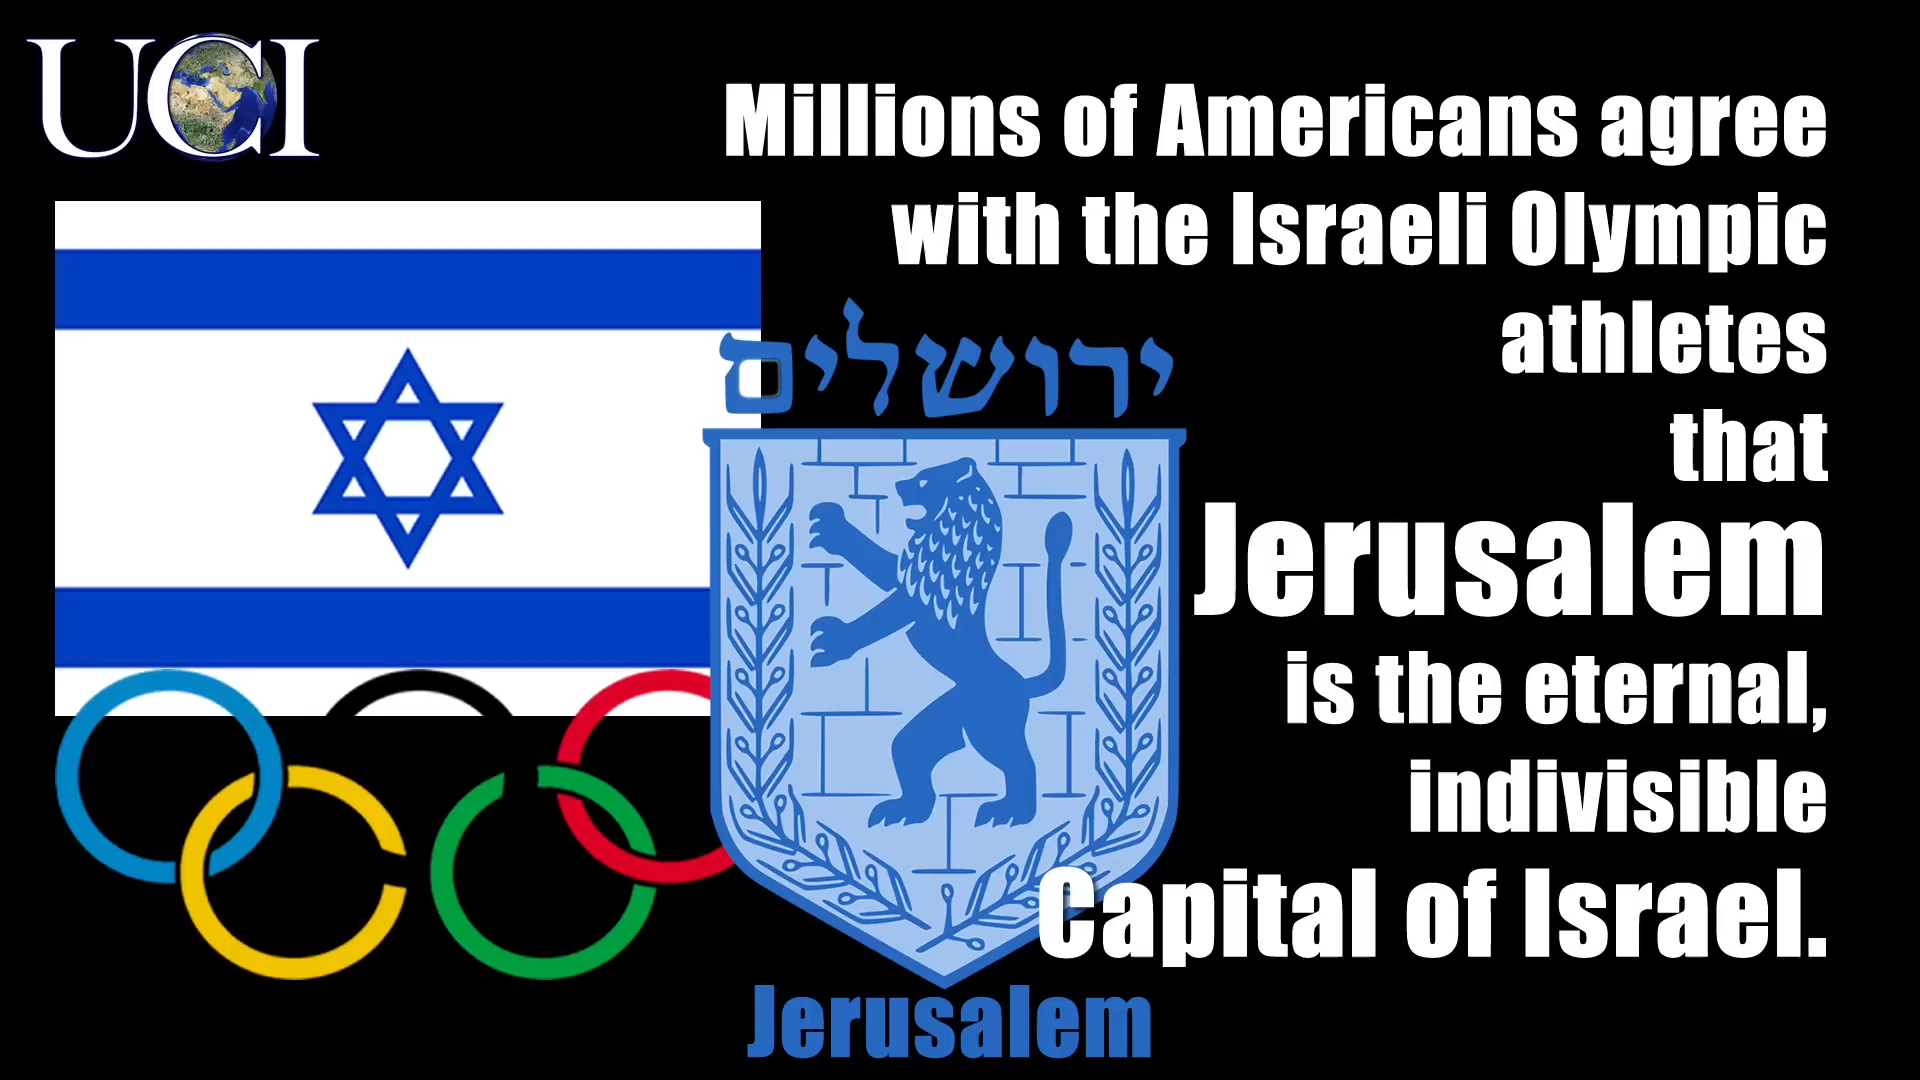 UCI
Millions of Americans agree
with the Israeli Olympic
athletes
that
Jerusalem
is the eternal,
indivisible
Capital of Israel.
ירושלים
Jerusalem